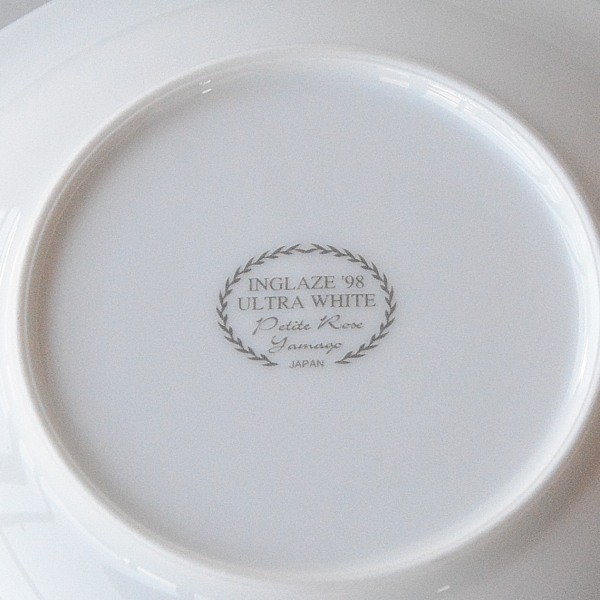 INGLAZE '98
ULTRA WHITE
Petite Rose
Yamago
JAPAN